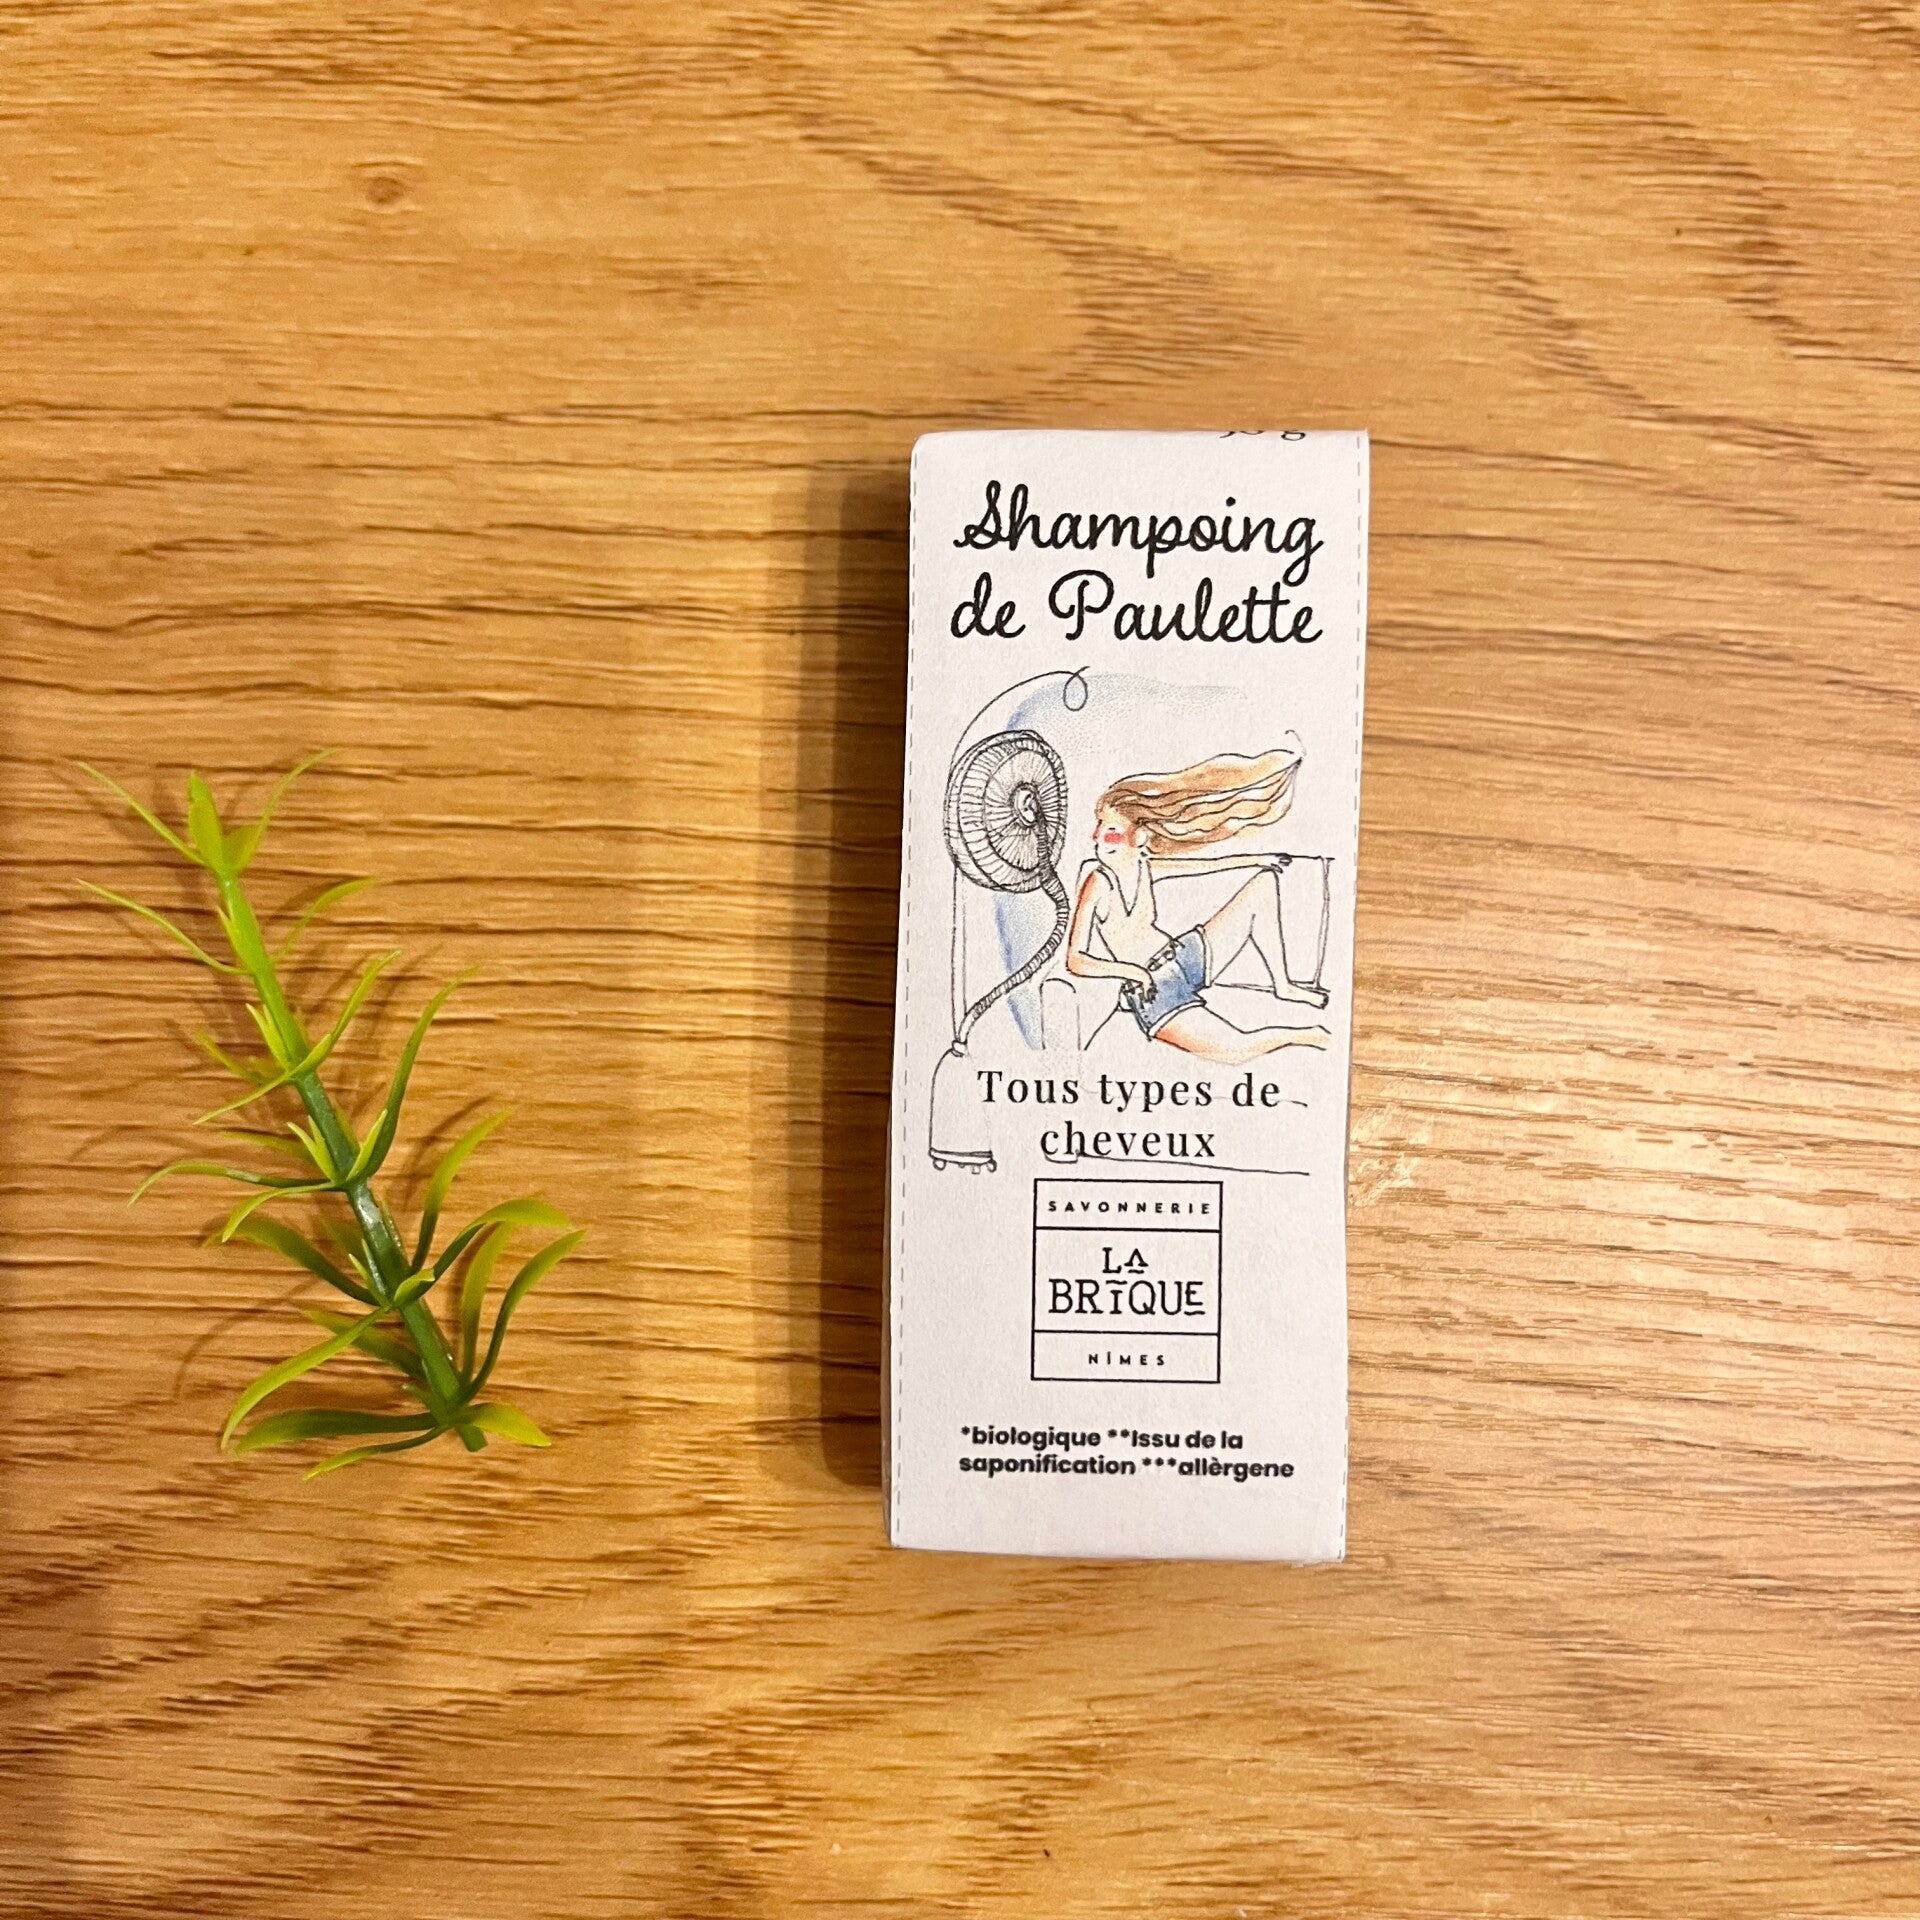 Shampoing
de Paulette
Tous types de
cheveux
SAVONNERIE
LA
BRIQUE
NÎMES
*biologique **Issu de la
saponification ***allèrgene